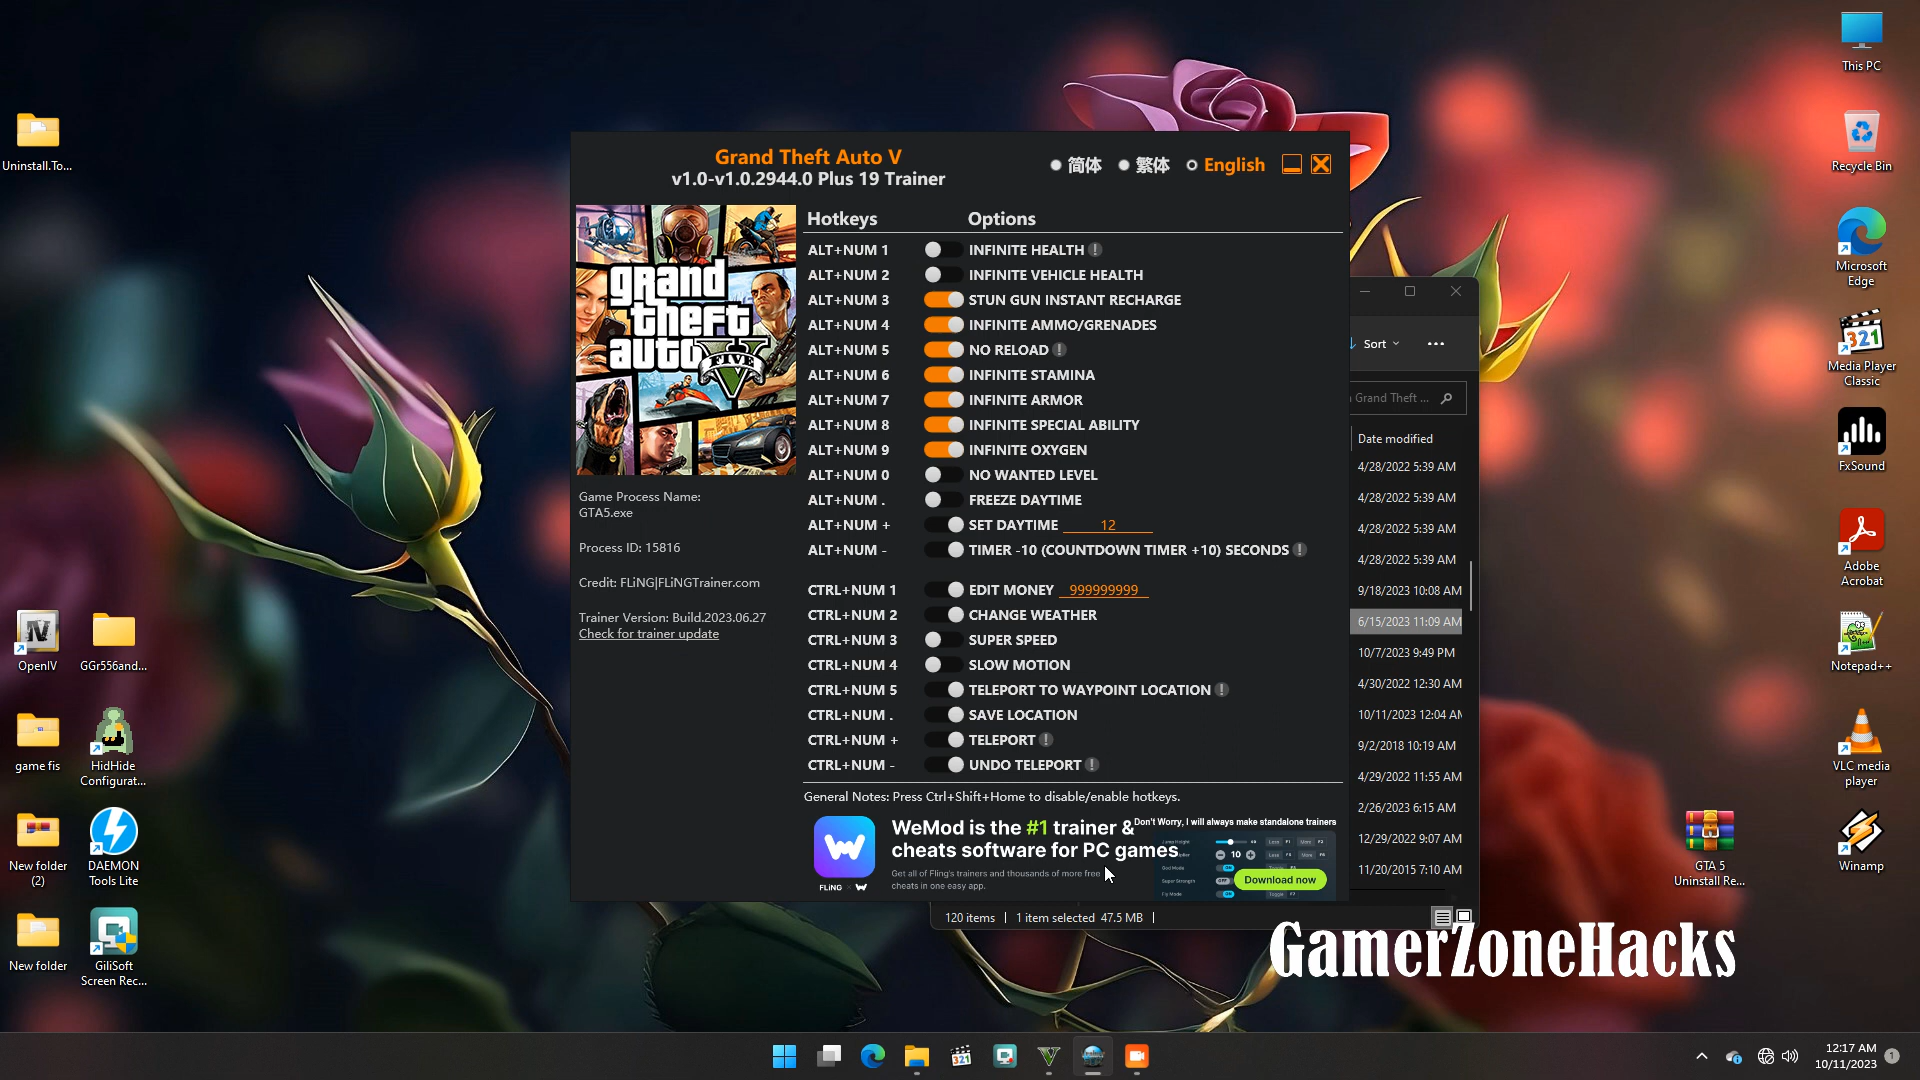 Uninstall.To...
OpenIV
GGr556and...
game fis
HidHide
Configurat...
New folder
(2)
DAEMON
Tools Lite
New folder
GiliSoft
Screen Rec...
Grand Theft Auto V
v1.0-v1.0.2944.0 Plus 19 Trainer
简体
繁体
English
grand
theft
auto
FIVE
Game Process Name:
GTA5.exe
Process ID: 15816
Credit: FLiNG|FLiNGTrainer.com
Trainer Version: Build.2023.06.27
Check for trainer update
Hotkeys Options
ALT+NUM 1 INFINITE HEALTH !
ALT+NUM 2 INFINITE VEHICLE HEALTH
ALT+NUM 3 STUN GUN INSTANT RECHARGE
ALT+NUM 4 INFINITE AMMO/GRENADES
ALT+NUM 5 NO RELOAD !
ALT+NUM 6 INFINITE STAMINA
ALT+NUM 7 INFINITE ARMOR
ALT+NUM 8 INFINITE SPECIAL ABILITY
ALT+NUM 9 INFINITE OXYGEN
ALT+NUM 0 NO WANTED LEVEL
ALT+NUM . FREEZE DAYTIME
ALT+NUM + SET DAYTIME 12
ALT+NUM - TIMER -10 (COUNTDOWN TIMER +10) SECONDS !
CTRL+NUM 1 EDIT MONEY 999999999
CTRL+NUM 2 CHANGE WEATHER
CTRL+NUM 3 SUPER SPEED
CTRL+NUM 4 SLOW MOTION
CTRL+NUM 5 TELEPORT TO WAYPOINT LOCATION !
CTRL+NUM . SAVE LOCATION
CTRL+NUM + TELEPORT !
CTRL+NUM - UNDO TELEPORT !
General Notes: Press Ctrl+Shift+Home to disable/enable hotkeys.
WeMod is the #1 trainer &
cheats software for PC games
Get all of Fling's trainers and thousands of more free
cheats in one easy app.
FLiNG
Don't Worry, I will always make standalone trainers
10
Download now
Sort
Grand Theft ...
Date modified
4/28/2022 5:39 AM
4/28/2022 5:39 AM
4/28/2022 5:39 AM
4/28/2022 5:39 AM
9/18/2023 10:08 AM
6/15/2023 11:09 AM
10/7/2023 9:49 PM
4/30/2022 12:30 AM
10/11/2023 12:04 AM
9/2/2018 10:19 AM
4/29/2022 11:55 AM
2/26/2023 6:15 AM
12/29/2022 9:07 AM
11/20/2015 7:10 AM
120 items
1 item selected 47.5 MB
GTA 5
Uninstall Re...
This PC
Recycle Bin
Microsoft
Edge
321
Media Player
Classic
FxSound
Adobe
Acrobat
Notepad++
VLC media
player
Winamp
GamerZoneHacks
321
12:17 AM
10/11/2023
1